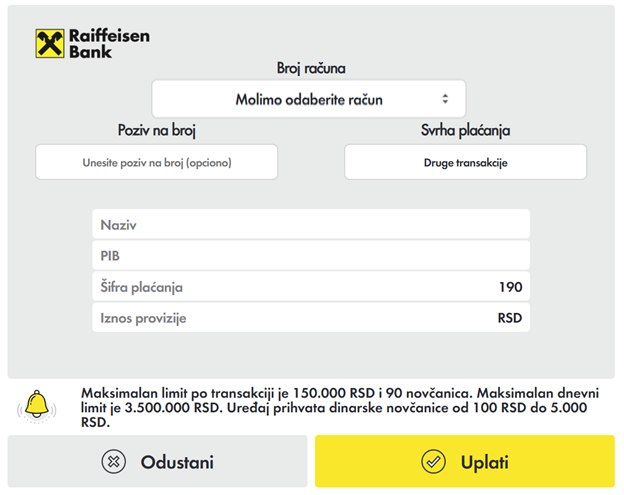 Raiffeisen
Bank
Broj računa
Molimo odaberite račun
Poziv na broj
Svrha plaćanja
Unesite poziv na broj (opciono)
Druge transakcije
Naziv
PIB
Šifra plaćanja 190
Iznos provizije RSD
Maksimalan limit po transakciji je 150.000 RSD i 90 novčanica. Maksimalan dnevni
limit je 3.500.000 RSD. Uređaj prihvata dinarske novčanice od 100 RSD do 5.000
RSD.
Odustani
Uplati